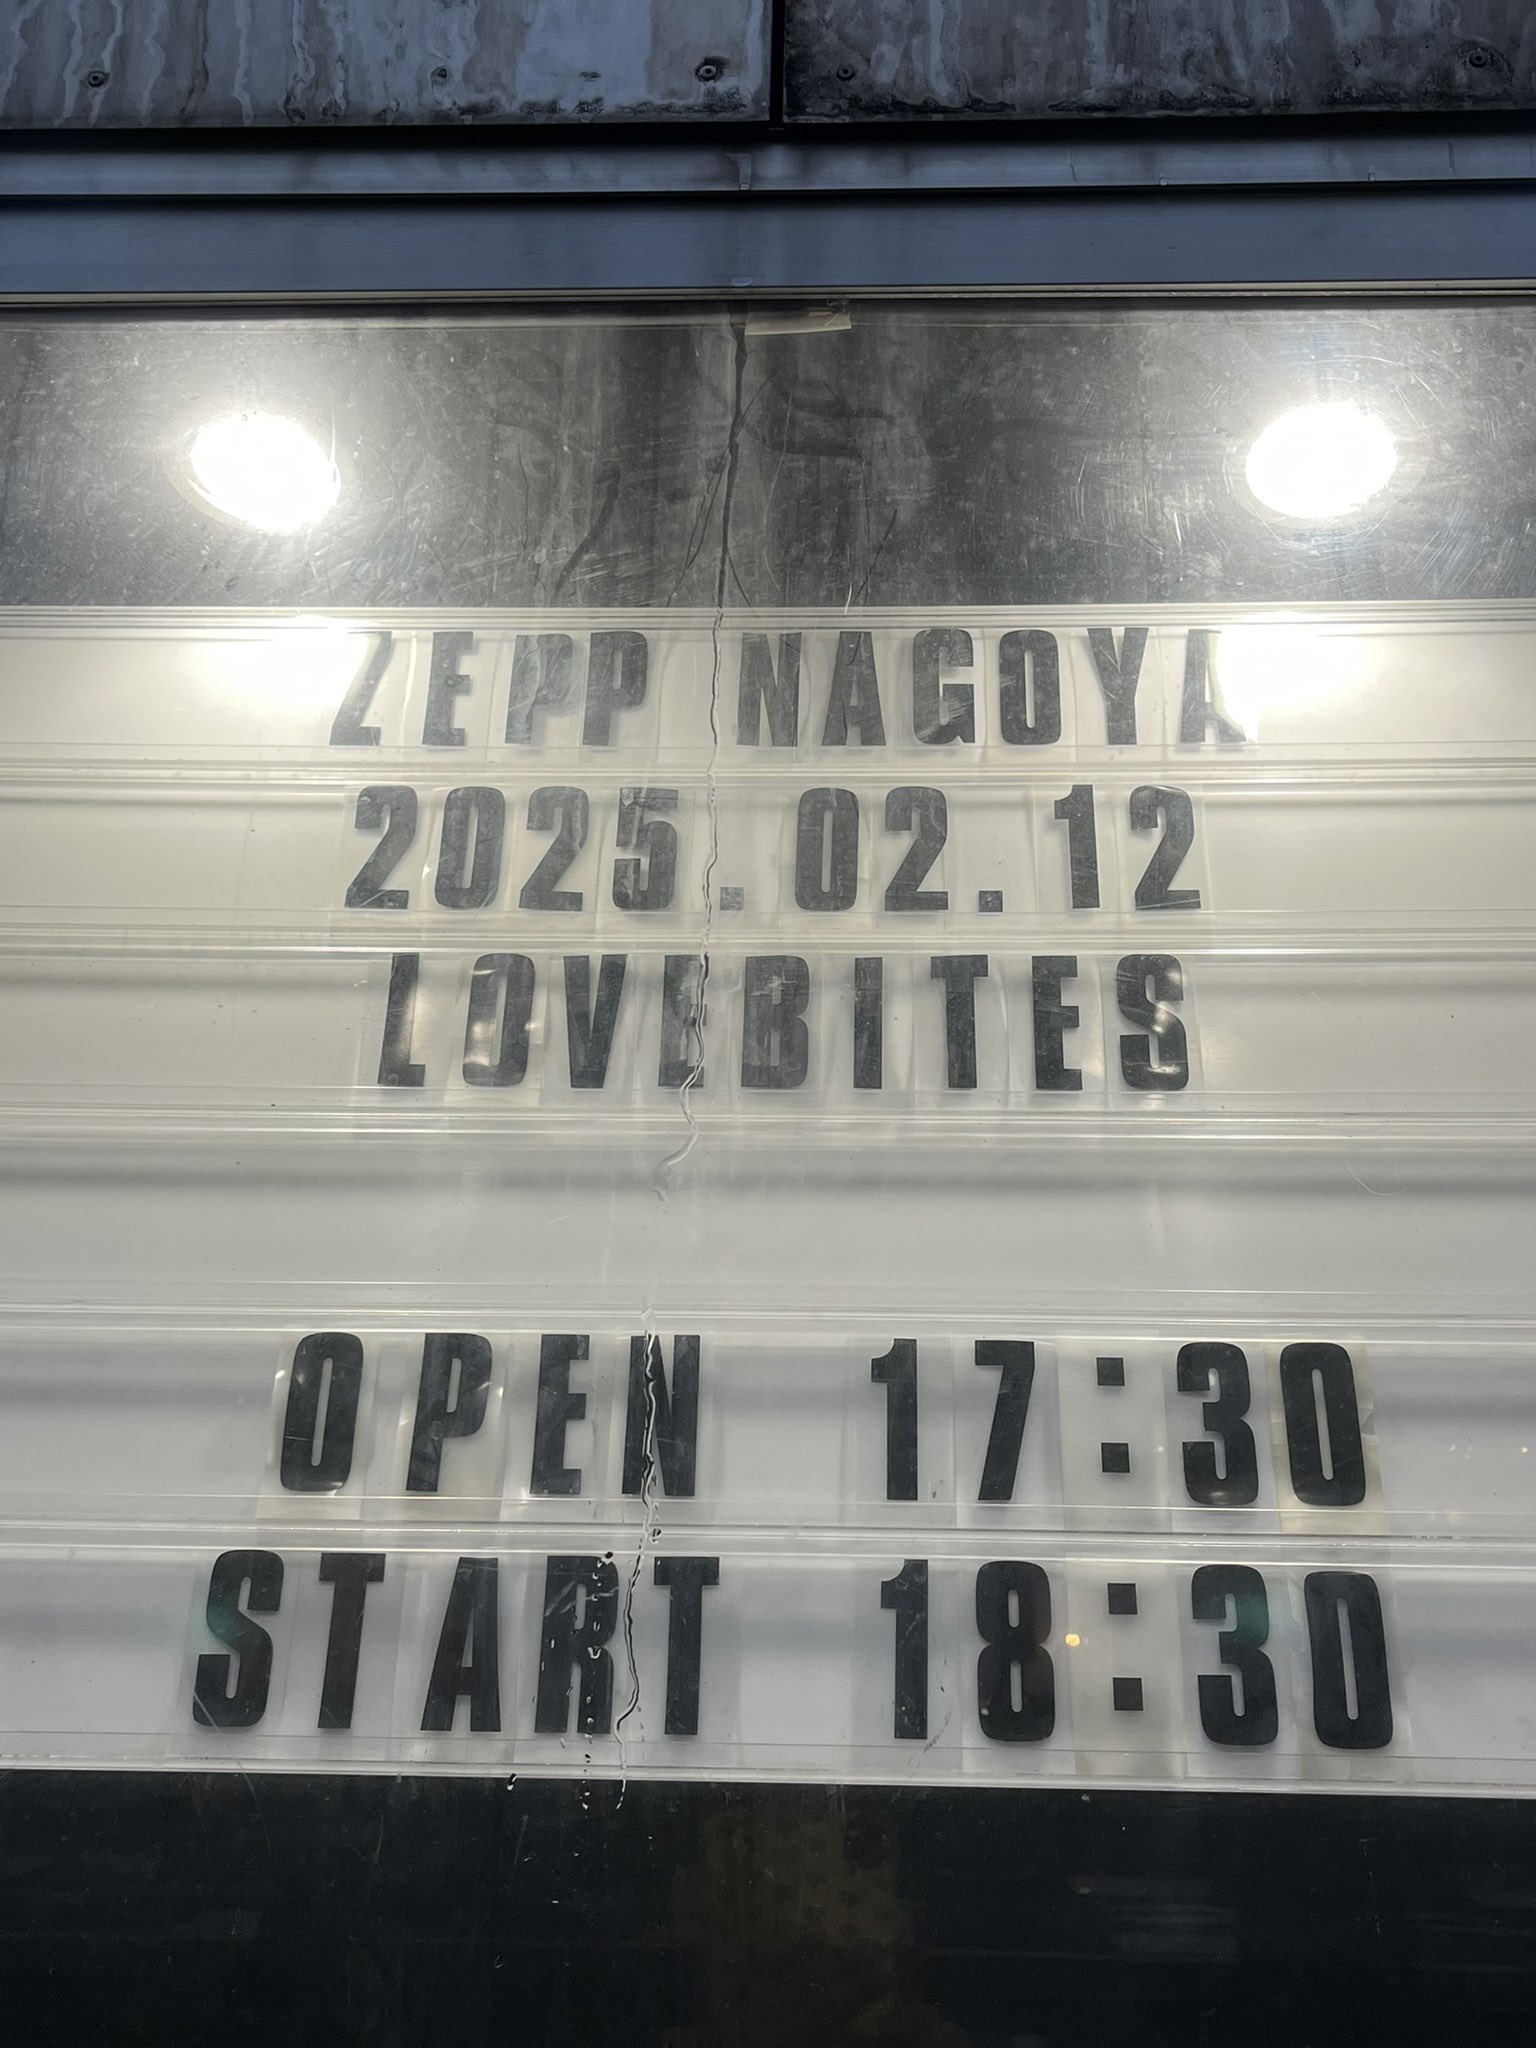 ZEPP NAGOYA
2025.02.12
LOVEBITES
OPEN 17:30
START 18:30